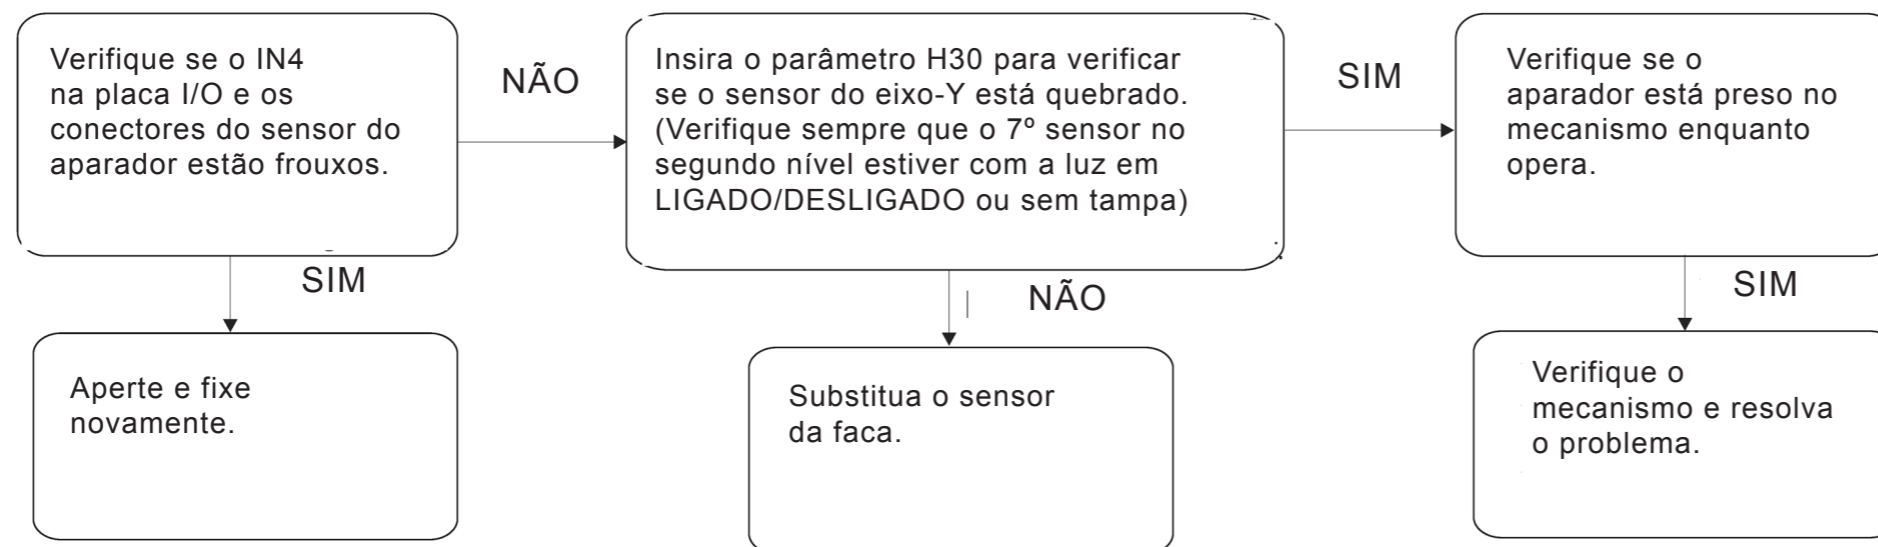 Verifique se o IN4
na placa I/O e os
conectores do sensor do
aparador estão frouxos.
NÃO
Insira o parâmetro H30 para verificar
se o sensor do eixo-Y está quebrado.
(Verifique sempre que o 7º sensor no
segundo nível estiver com a luz em
LIGADO/DESLIGADO ou sem tampa)
SIM
Verifique se o
aparador está preso no
mecanismo enquanto
opera.
SIM
NÃO
SIM
Aperte e fixe
novamente.
Substitua o sensor
da faca.
Verifique o
mecanismo e resolva
o problema.